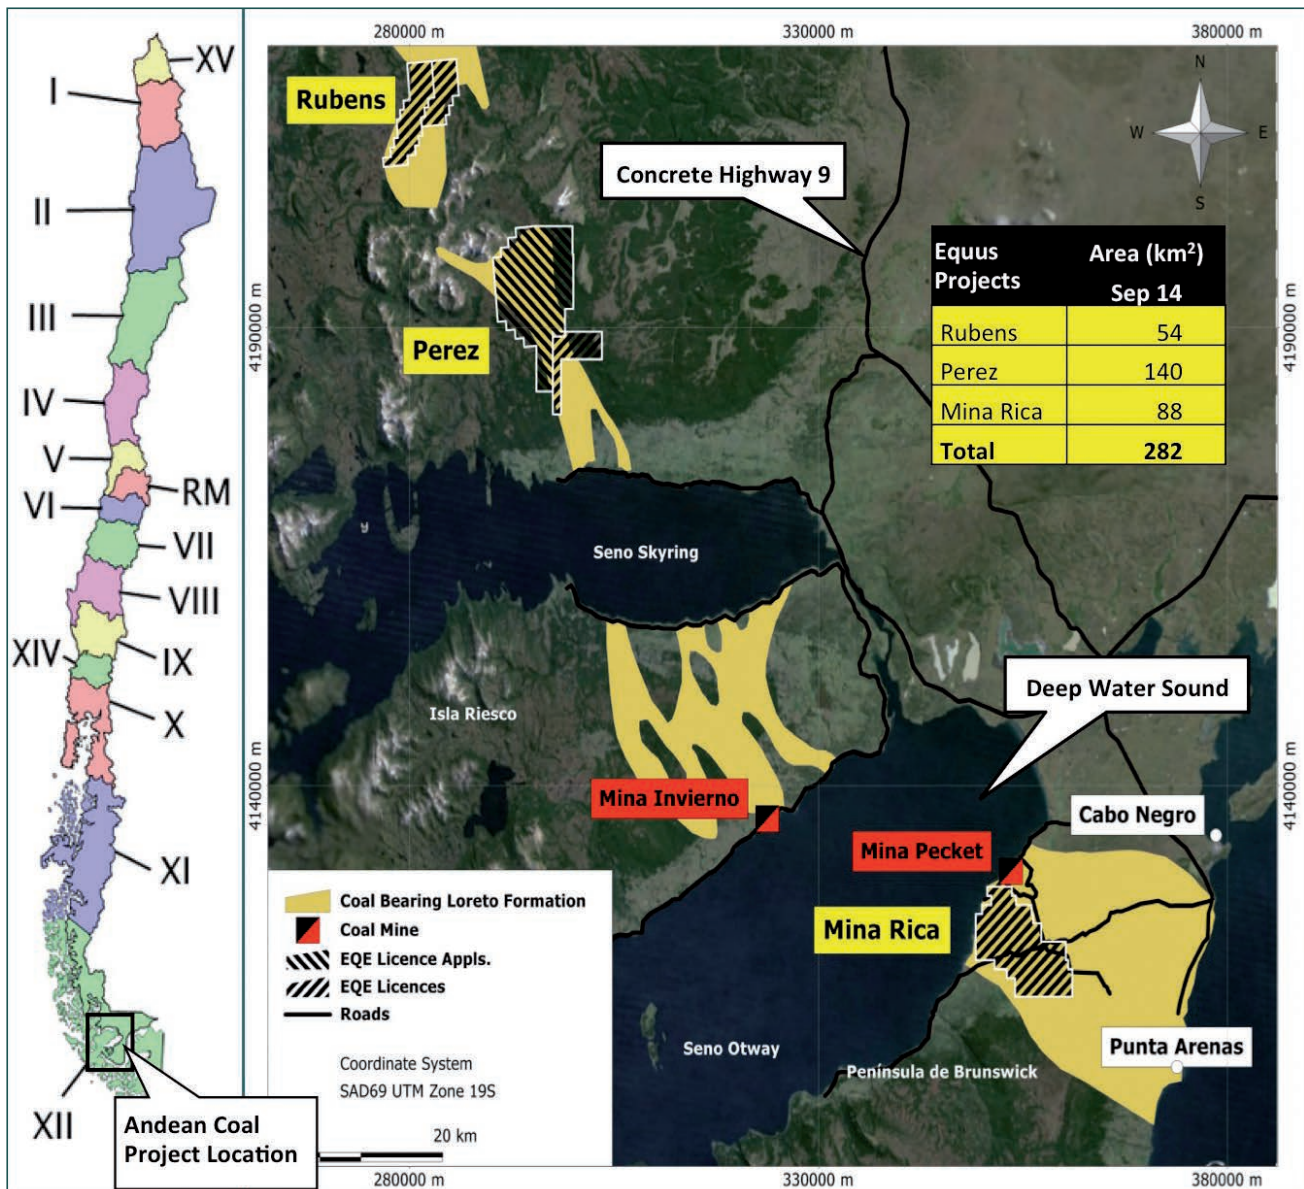 XV
I
II
III
IV
V
RM
VI
VII
VIII
XIV
IX
X
XI
XII
Andean Coal
Project Location
280000 m
330000 m
380000 m
4190000 m
4190000 m
4140000 m
4140000 m
280000 m
330000 m
380000 m
N
W
E
S
Rubens
Concrete Highway 9
Perez
Equus
Projects
Area (km²)
Sep 14
Rubens 54
Perez 140
Mina Rica 88
Total 282
y
Seno Skyring
Isla Riesco
Deep Water Sound
Mina Invierno
Cabo Negro
Mina Pecket
Mina Rica
Punta Arenas
Seno Otway
Península de Brunswick
Coal Bearing Loreto Formation
Coal Mine
EQE Licence Appls.
EQE Licences
Roads
Coordinate System
SAD69 UTM Zone 19S
20 km